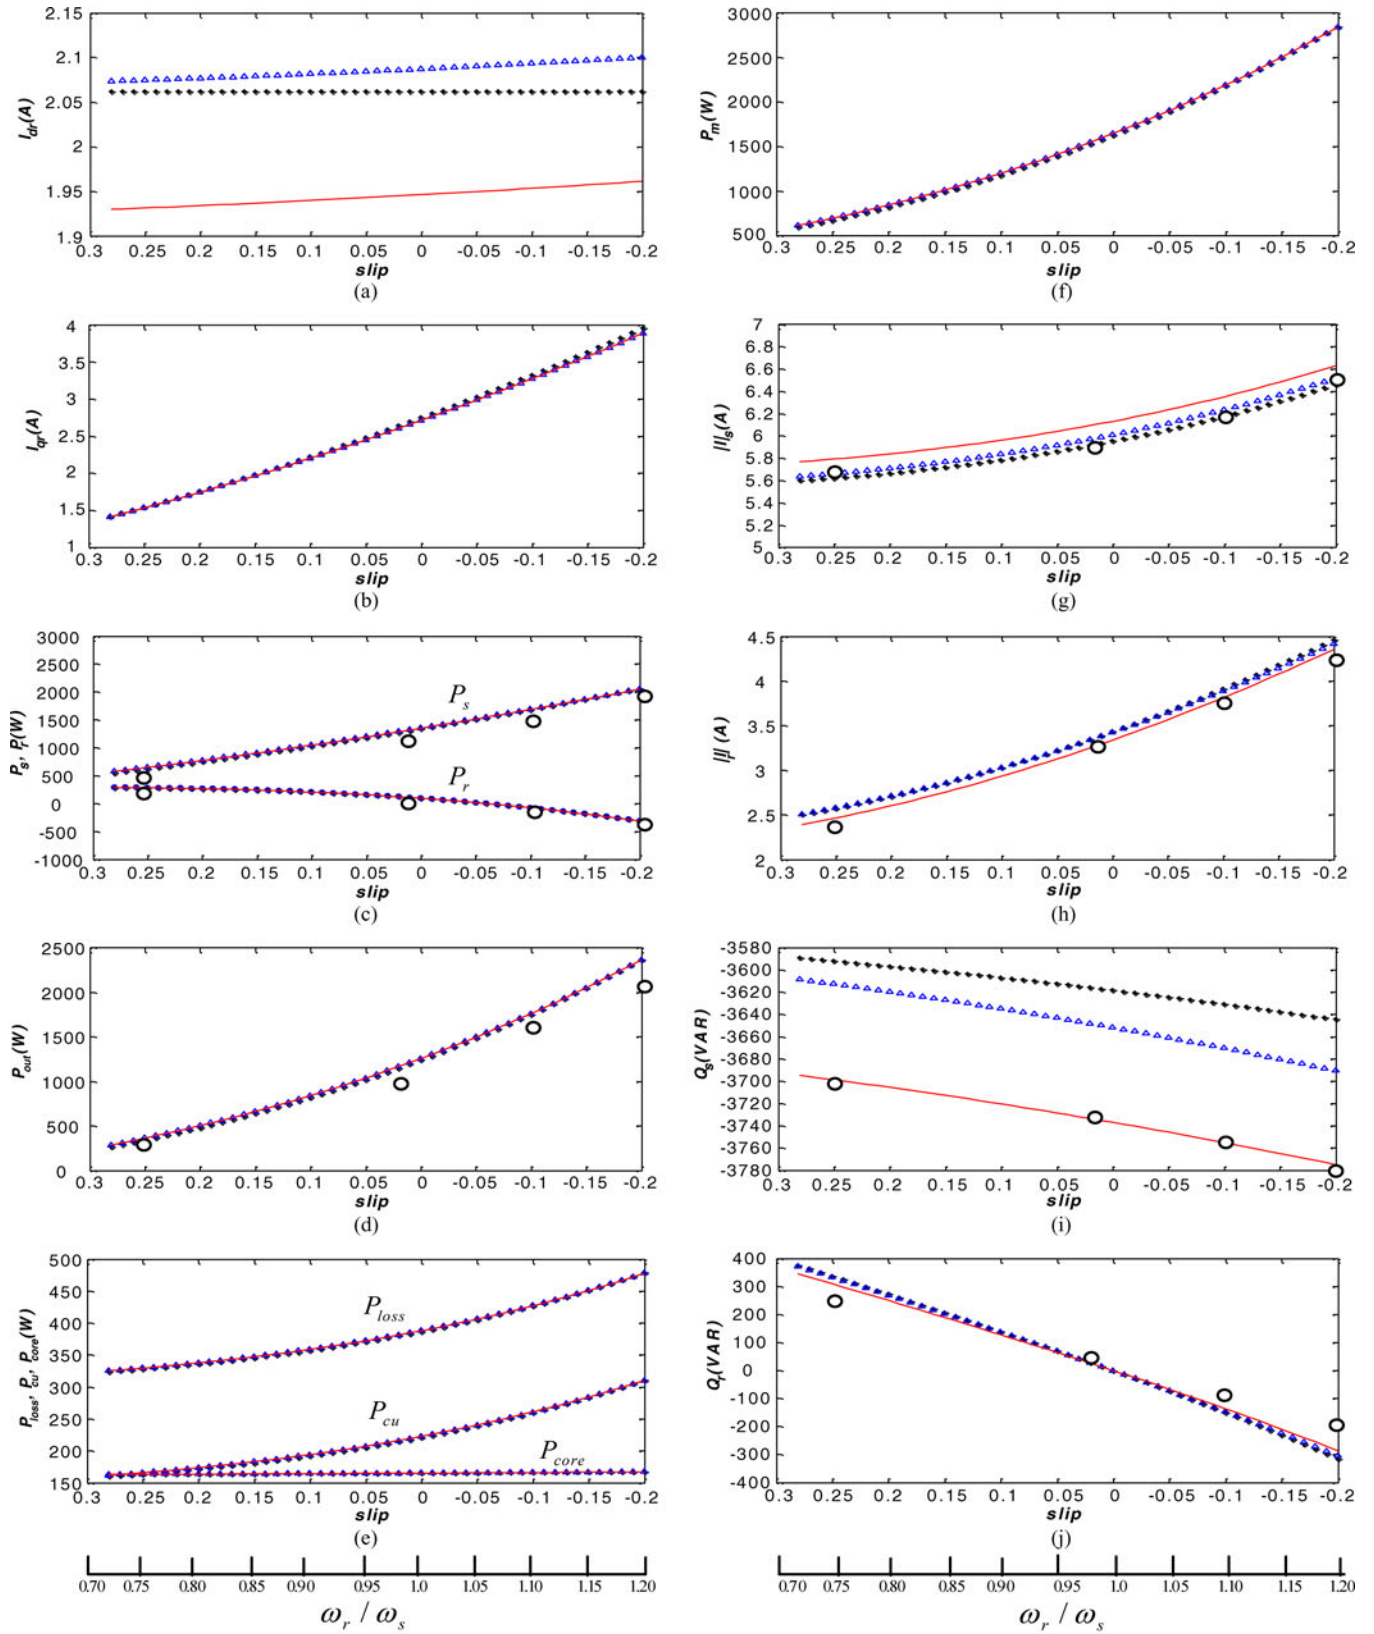 2.15
2.1
2.05
2
1.95
1.9
I_dr(A)
0.3 0.25 0.2 0.15 0.1 0.05 0 -0.05 -0.1 -0.15 -0.2
slip
(a)
3000
2500
2000
1500
1000
500
P_m(W)
0.3 0.25 0.2 0.15 0.1 0.05 0 -0.05 -0.1 -0.15 -0.2
slip
(f)
4
3.5
3
2.5
2
1.5
1
I_qr(A)
0.3 0.25 0.2 0.15 0.1 0.05 0 -0.05 -0.1 -0.15 -0.2
slip
(b)
7
6.6
6.4
6.2
6
5.8
5.6
5.4
5.2
5
|I|_s(A)
0.3 0.25 0.2 0.15 0.1 0.05 0 -0.05 -0.1 -0.15 -0.2
slip
(g)
3000
2500
2000
1500
1000
500
0
-500
-1000
P_s, P_r(W)
P_s
P_r
0.3 0.25 0.2 0.15 0.1 0.05 0 -0.05 -0.1 -0.15 -0.2
slip
(c)
4.5
4
3.5
3
2.5
2
|I|_r(A)
0.3 0.25 0.2 0.15 0.1 0.05 0 -0.05 -0.1 -0.15 -0.2
slip
(h)
2500
2000
1500
1000
500
0
P_out(W)
0.3 0.25 0.2 0.15 0.1 0.05 0 -0.05 -0.1 -0.15 -0.2
slip
(d)
-3580
-3600
-3620
-3640
-3660
-3680
-3700
-3720
-3740
-3760
-3780
Q_s(VAR)
0.3 0.25 0.2 0.15 0.1 0.05 0 -0.05 -0.1 -0.15 -0.2
slip
(i)
500
450
400
350
300
250
200
150
P_loss, P_cu, P_core(W)
P_loss
P_cu
P_core
0.3 0.25 0.2 0.15 0.1 0.05 0 -0.05 -0.1 -0.15 -0.2
slip
(e)
400
300
200
100
0
-100
-200
-300
-400
Q_r(VAR)
0.3 0.25 0.2 0.15 0.1 0.05 0 -0.05 -0.1 -0.15 -0.2
slip
(j)
0.70 0.75 0.80 0.85 0.90 0.95 1.0 1.05 1.10 1.15 1.20
ω_r / ω_s
0.70 0.75 0.80 0.85 0.90 0.95 1.0 1.05 1.10 1.15 1.20
ω_r / ω_s